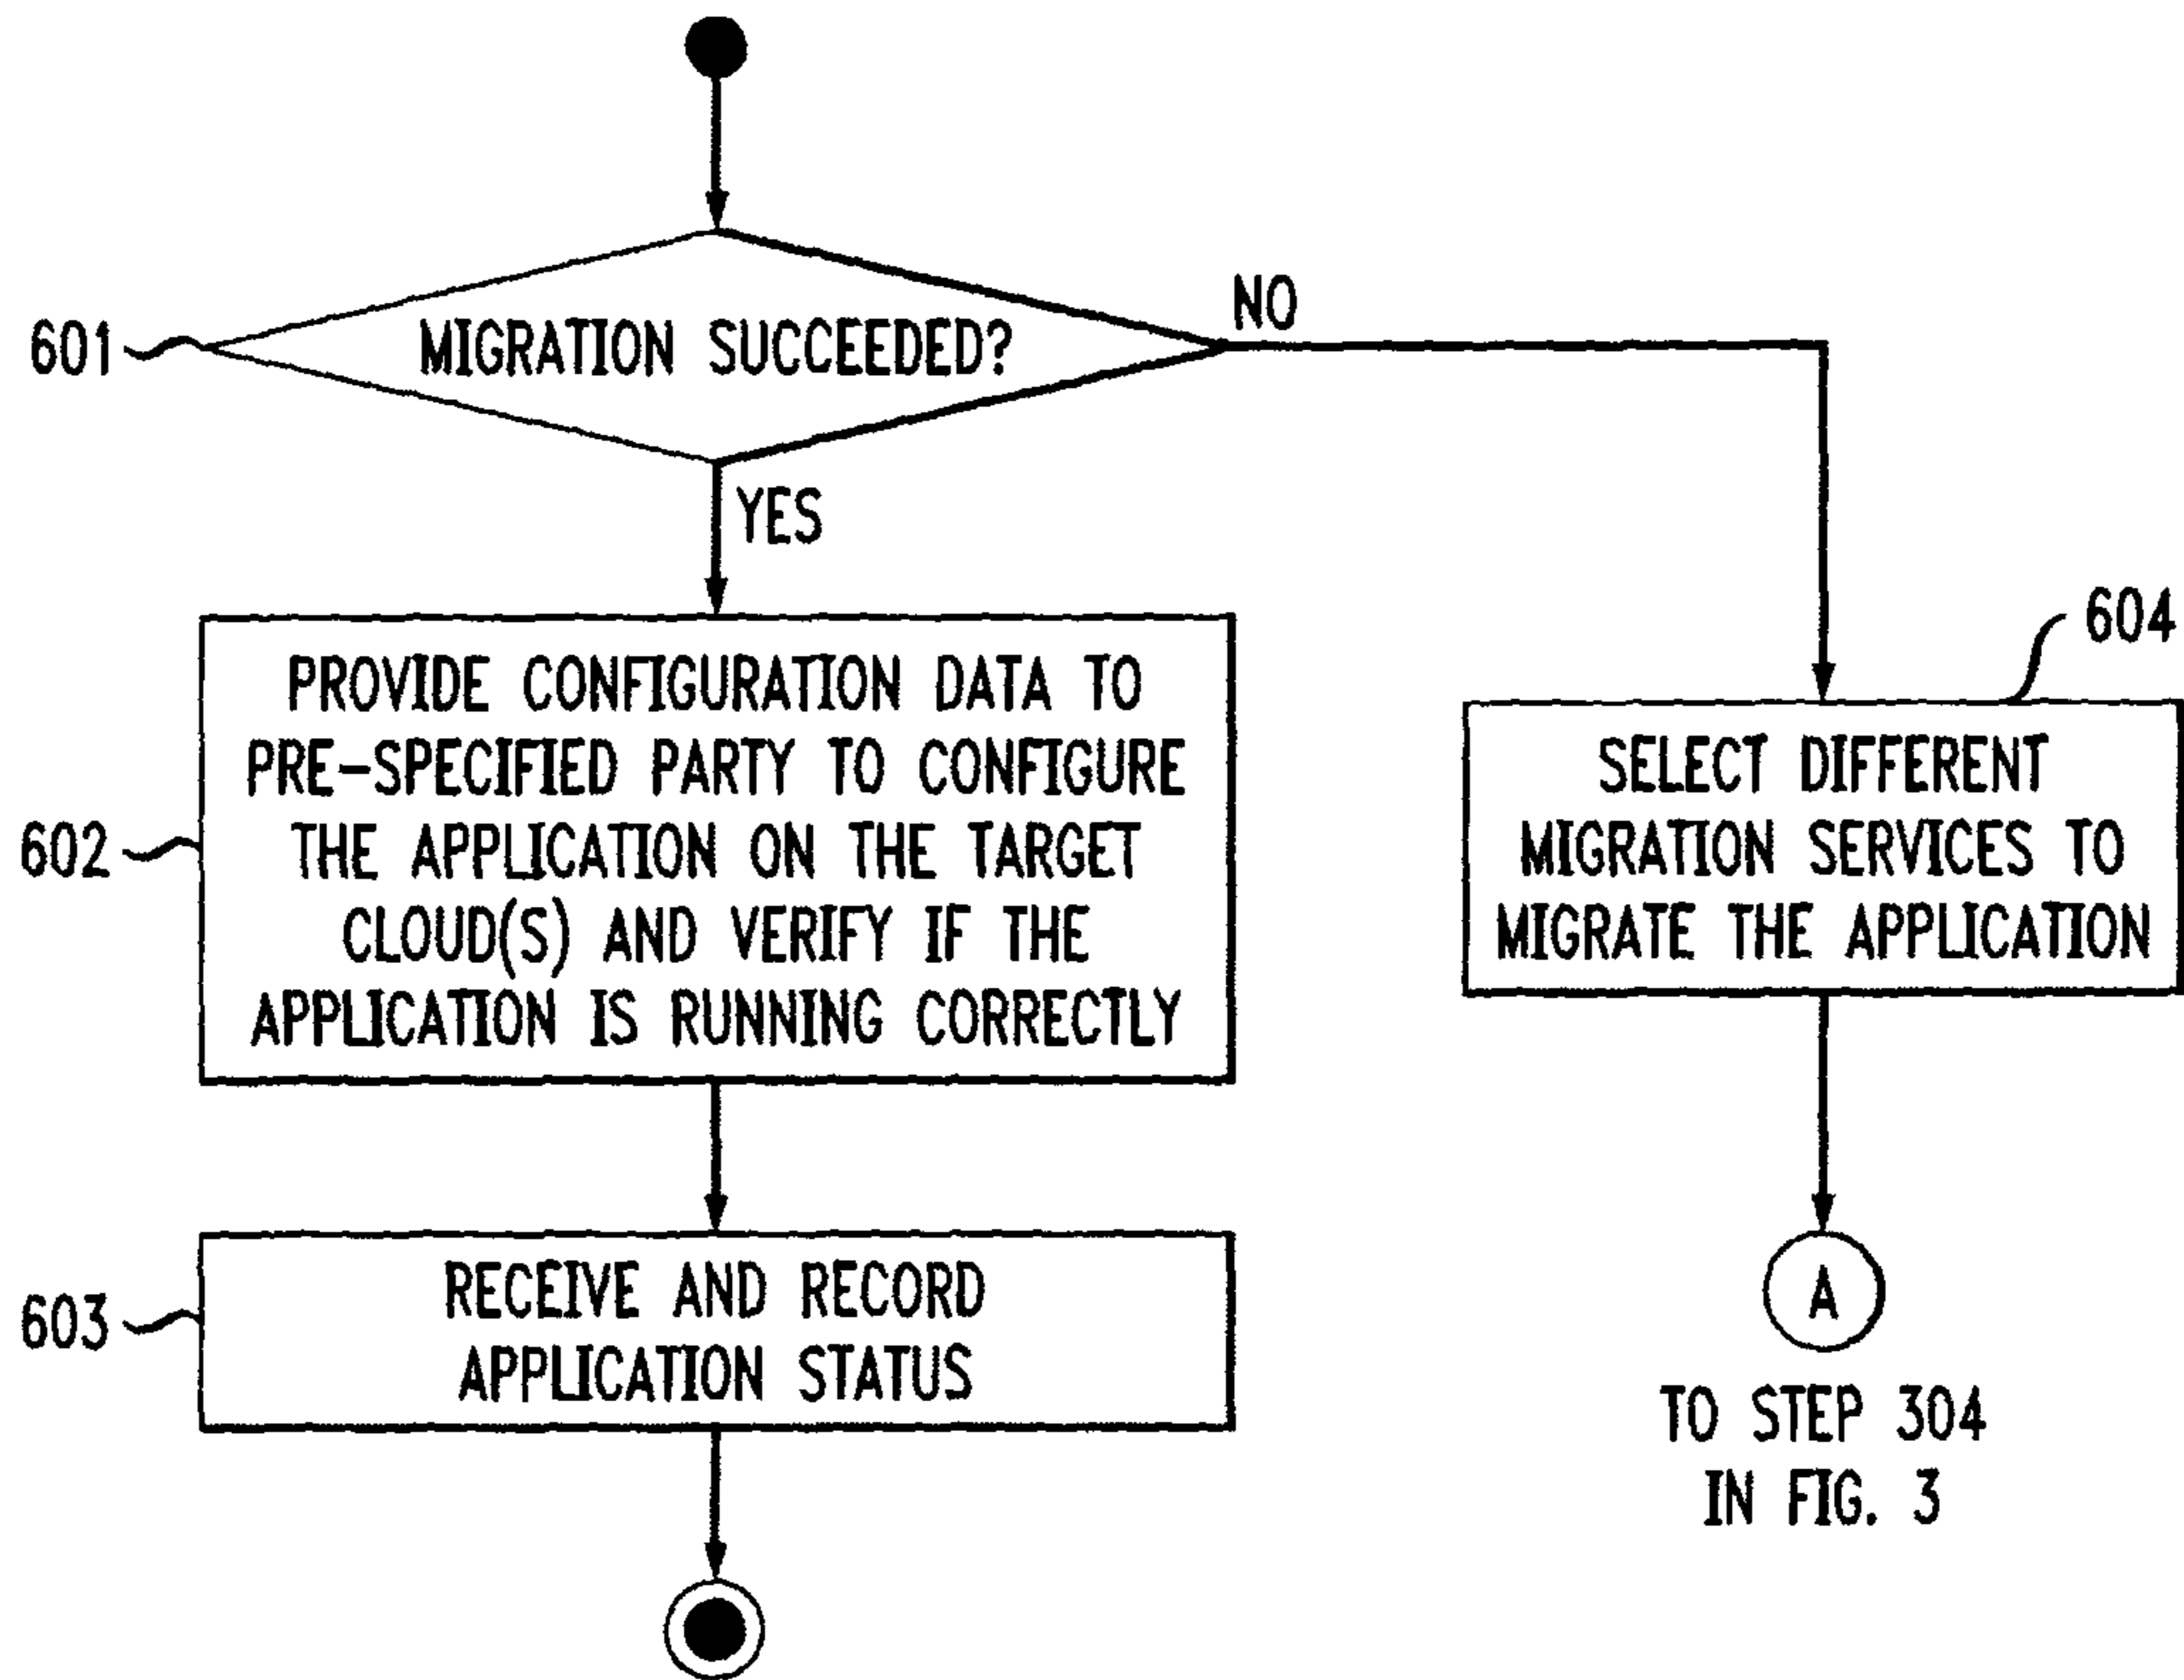 601
MIGRATION SUCCEEDED?
NO
YES
602
PROVIDE CONFIGURATION DATA TO
PRE-SPECIFIED PARTY TO CONFIGURE
THE APPLICATION ON THE TARGET
CLOUD(S) AND VERIFY IF THE
APPLICATION IS RUNNING CORRECTLY
604
SELECT DIFFERENT
MIGRATION SERVICES TO
MIGRATE THE APPLICATION
603
RECEIVE AND RECORD
APPLICATION STATUS
A
TO STEP 304
IN FIG. 3